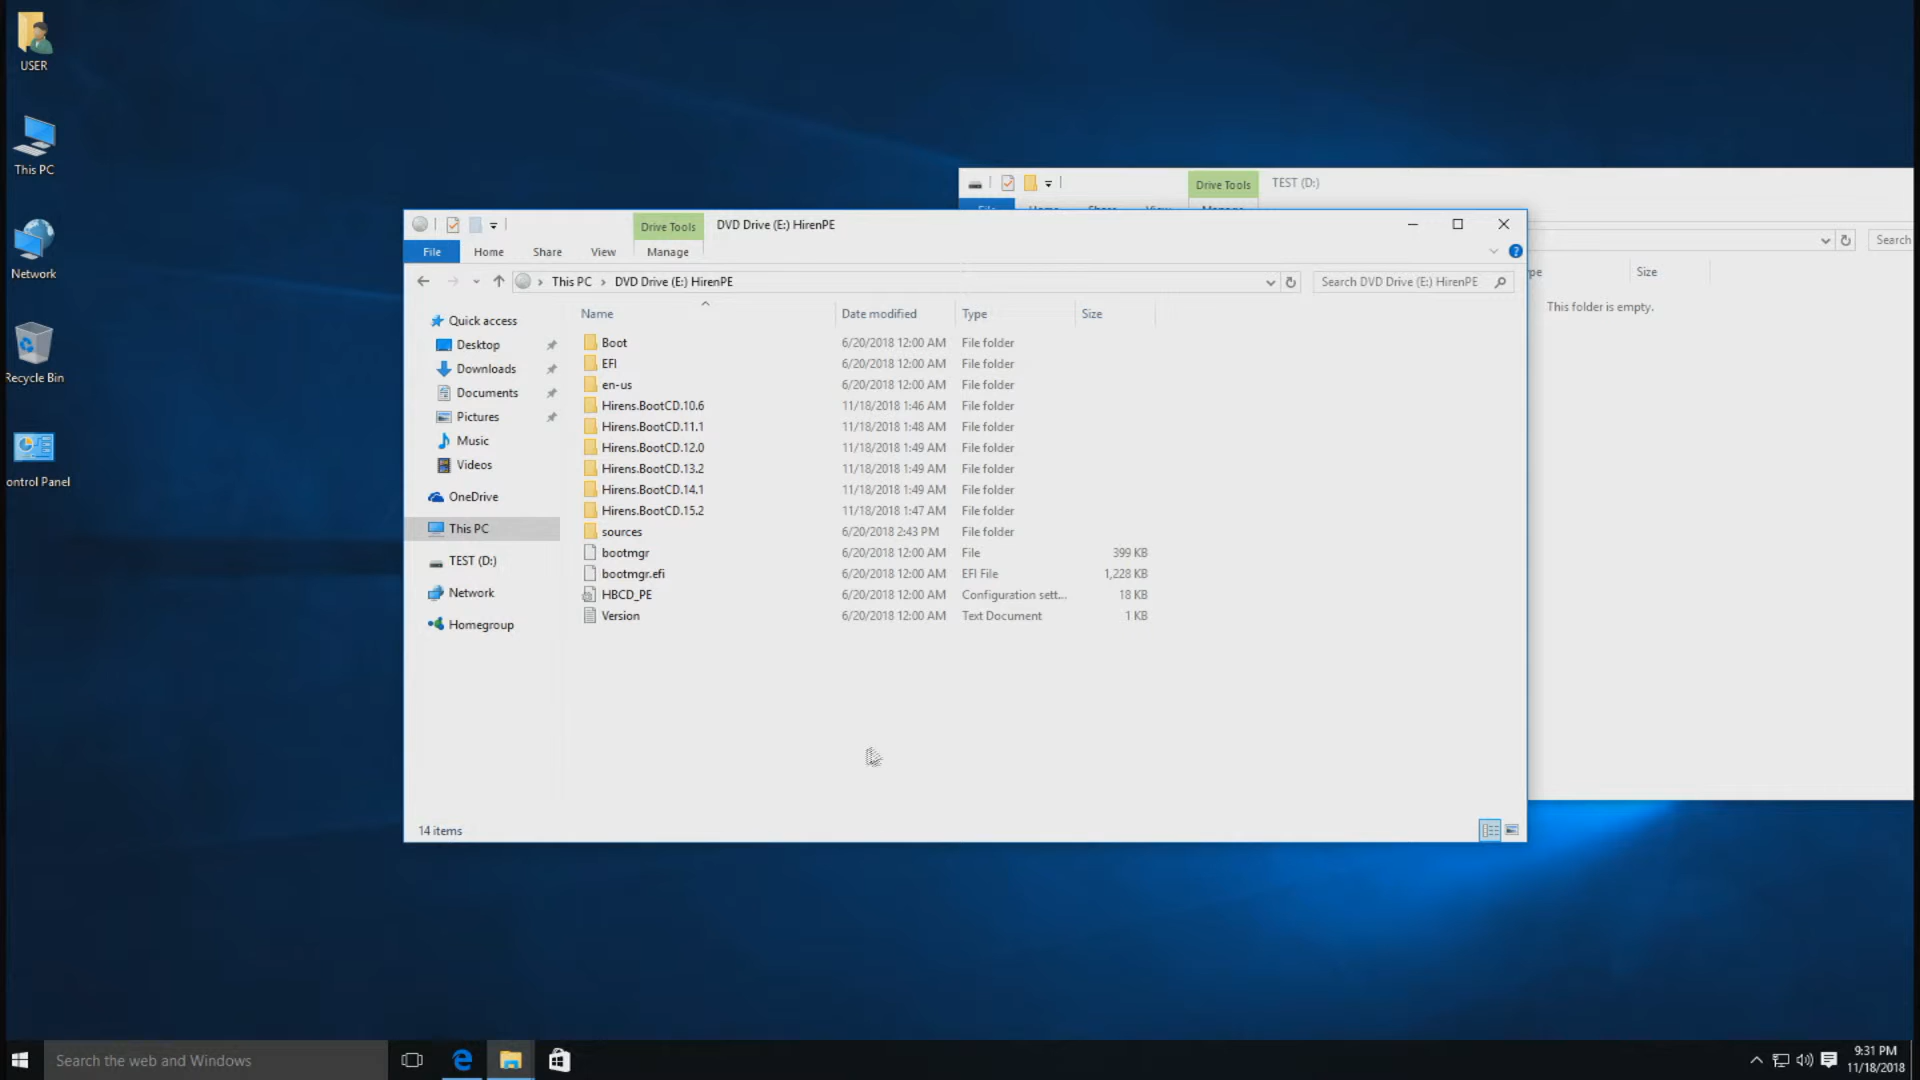 USER
This PC
Network
Recycle Bin
ontrol Panel
Drive Tools
TEST (D:)
Search
Size
This folder is empty.
Drive Tools
DVD Drive (E:) HirenPE
File
Home
Share
View
Manage
This PC
DVD Drive (E:) HirenPE
Search DVD Drive (E:) HirenPE
Name
Date modified
Type
Size
Quick access
Desktop
Downloads
Documents
Pictures
Music
Videos
OneDrive
This PC
TEST (D:)
Network
Homegroup
Boot 6/20/2018 12:00 AM File folder
EFI 6/20/2018 12:00 AM File folder
en-us 6/20/2018 12:00 AM File folder
Hirens.BootCD.10.6 11/18/2018 1:46 AM File folder
Hirens.BootCD.11.1 11/18/2018 1:48 AM File folder
Hirens.BootCD.12.0 11/18/2018 1:49 AM File folder
Hirens.BootCD.13.2 11/18/2018 1:49 AM File folder
Hirens.BootCD.14.1 11/18/2018 1:49 AM File folder
Hirens.BootCD.15.2 11/18/2018 1:47 AM File folder
sources 6/20/2018 2:43 PM File folder
bootmgr 6/20/2018 12:00 AM File 399 KB
bootmgr.efi 6/20/2018 12:00 AM EFI File 1,228 KB
HBCD_PE 6/20/2018 12:00 AM Configuration sett... 18 KB
Version 6/20/2018 12:00 AM Text Document 1 KB
14 items
Search the web and Windows
9:31 PM
11/18/2018